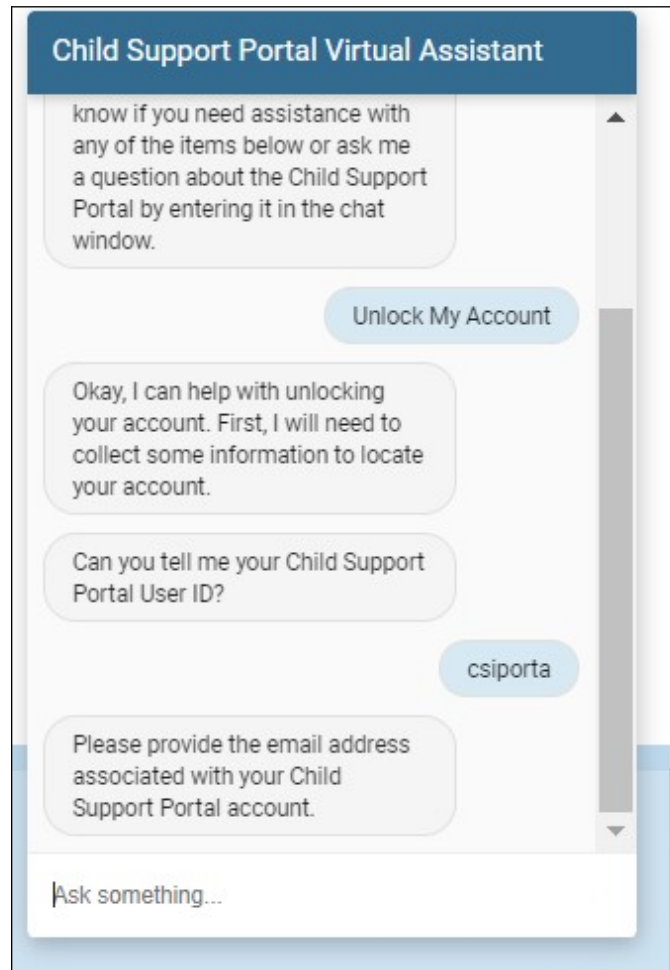 Child Support Portal Virtual Assistant
know if you need assistance with
any of the items below or ask me
a question about the Child Support
Portal by entering it in the chat
window.
Unlock My Account
Okay, I can help with unlocking
your account. First, I will need to
collect some information to locate
your account.
Can you tell me your Child Support
Portal User ID?
csiporta
Please provide the email address
associated with your Child
Support Portal account.
Ask something...